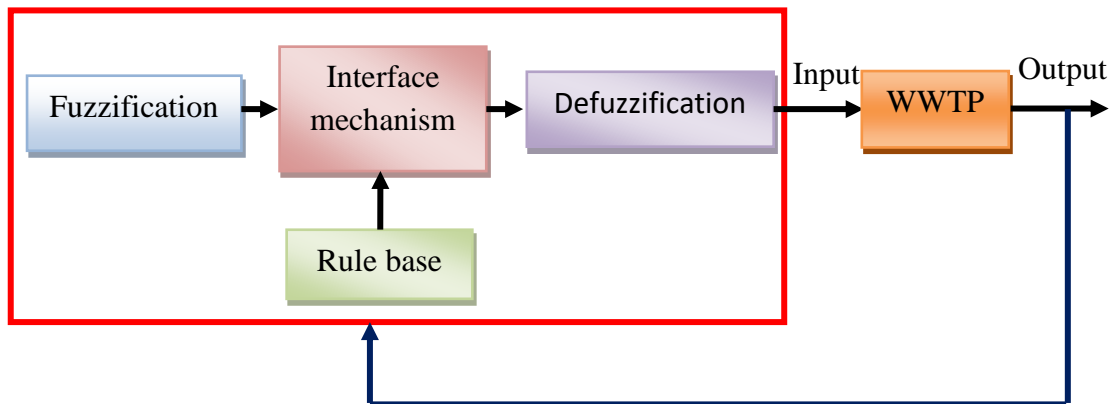 Fuzzification
Interface
mechanism
Defuzzification
Input
WWTP
Output
Rule base